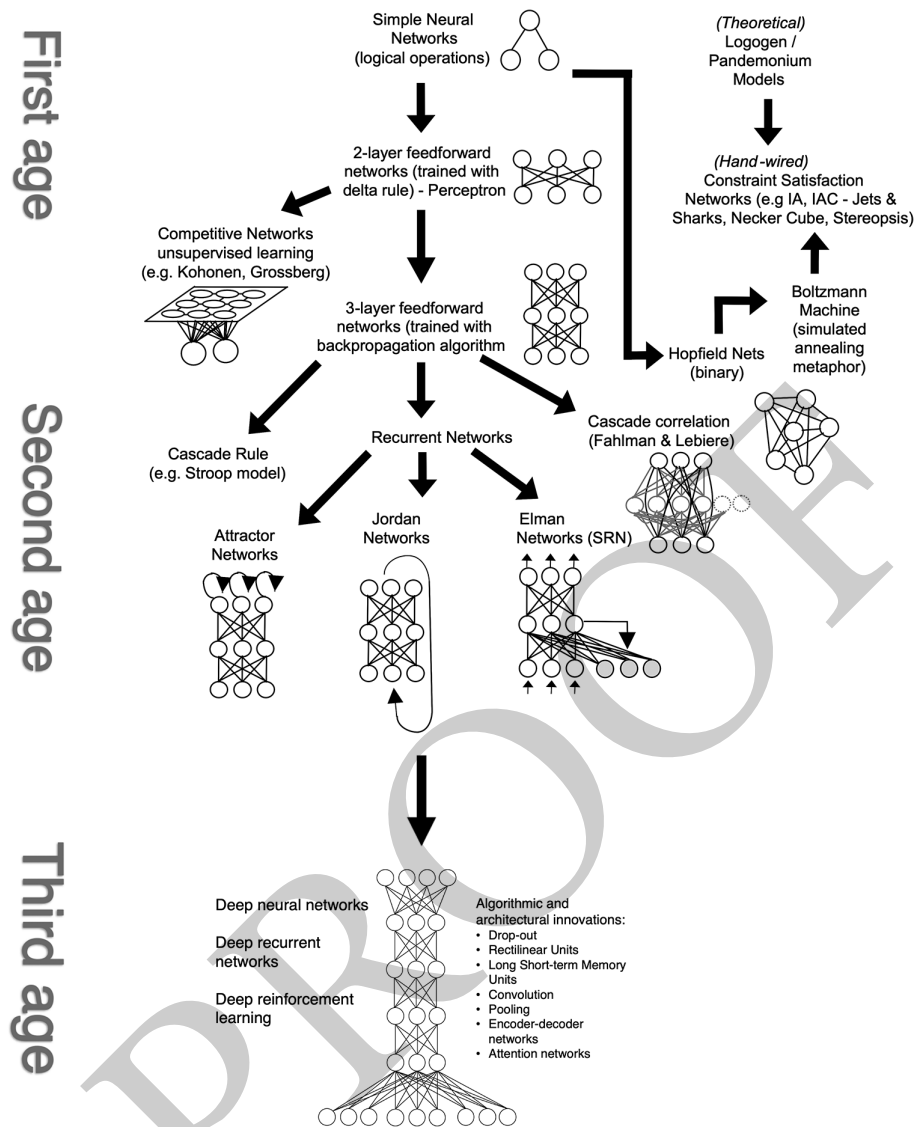 First age
Simple Neural
Networks
(logical operations)
(Theoretical)
Logogen /
Pandemonium
Models
2-layer feedforward
networks (trained with
delta rule) - Perceptron
(Hand-wired)
Constraint Satisfaction
Networks (e.g IA, IAC - Jets &
Sharks, Necker Cube, Stereopsis)
Competitive Networks
unsupervised learning
(e.g. Kohonen, Grossberg)
3-layer feedforward
networks (trained with
backpropagation algorithm
Hopfield Nets
(binary)
Boltzmann
Machine
(simulated
annealing
metaphor)
Second age
Cascade Rule
(e.g. Stroop model)
Recurrent Networks
Cascade correlation
(Fahlman & Lebiere)
Attractor
Networks
Jordan
Networks
Elman
Networks (SRN)
Third age
Deep neural networks
Deep recurrent
networks
Deep reinforcement
learning
Algorithmic and
architectural innovations:
• Drop-out
• Rectilinear Units
• Long Short-term Memory
Units
• Convolution
• Pooling
• Encoder-decoder
networks
• Attention networks
PROOF